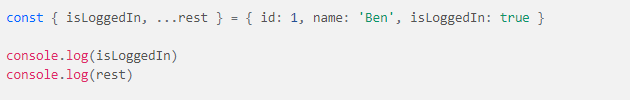 const { isLoggedIn, ...rest } = { id: 1, name: 'Ben', isLoggedIn: true }
console.log(isLoggedIn)
console.log(rest)